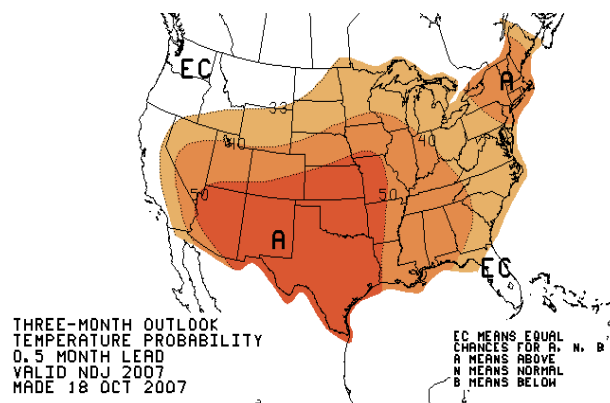 EC
A
33
40
40
50
50
A
EC
THREE-MONTH OUTLOOK
TEMPERATURE PROBABILITY
0.5 MONTH LEAD
VALID NDJ 2007
MADE 18 OCT 2007
EC MEANS EQUAL
CHANCES FOR A, N, B
A MEANS ABOVE
N MEANS NORMAL
B MEANS BELOW